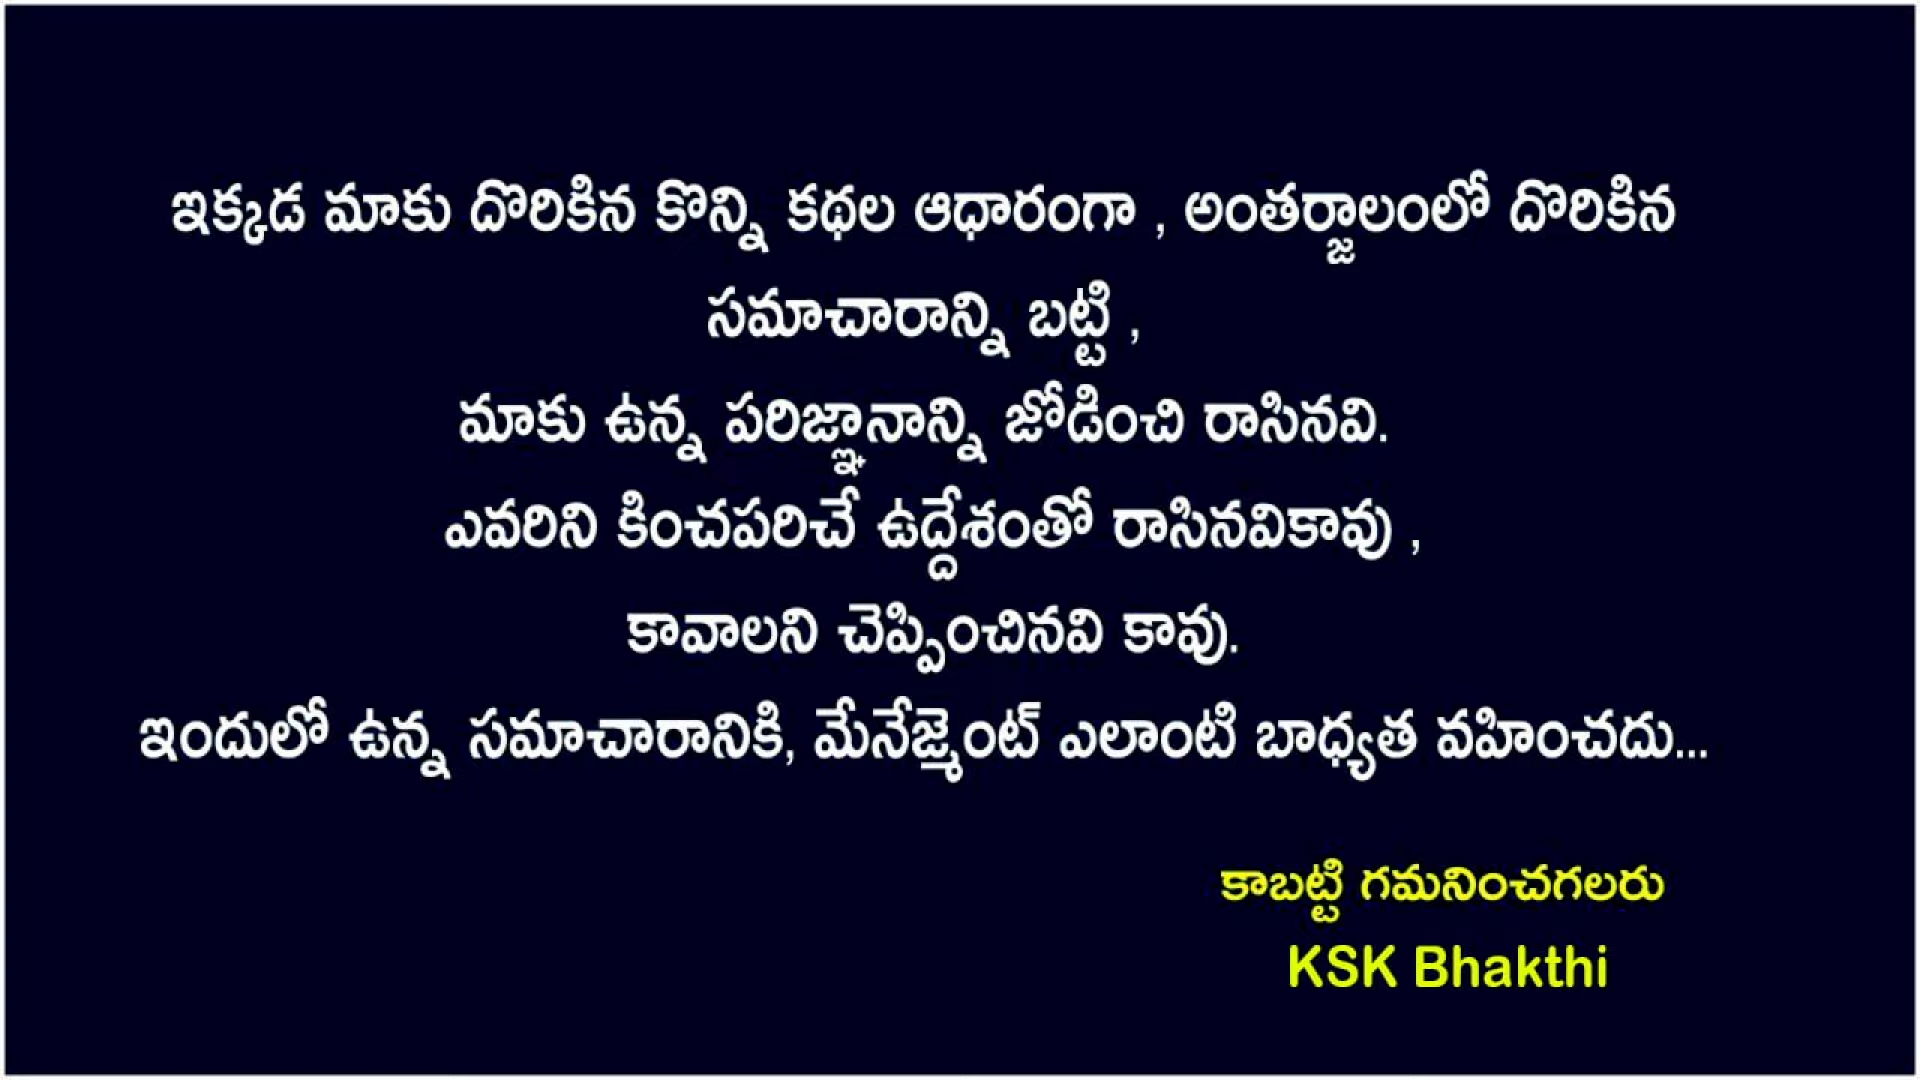 ఇక్కడ మాకు దొరికిన కొన్ని కథల ఆధారంగా , అంతర్జాలంలో దొరికిన
సమాచారాన్ని బట్టి ,
మాకు ఉన్న పరిజ్ఞానాన్ని జోడించి రాసినవి.
ఎవరిని కించపరిచే ఉద్దేశంతో రాసినవికావు ,
కావాలని చెప్పించినవి కావు.
ఇందులో ఉన్న సమాచారానికి, మేనేజ్మెంట్ ఎలాంటి బాధ్యత వహించదు...
కాబట్టి గమనించగలరు
KSK Bhakthi